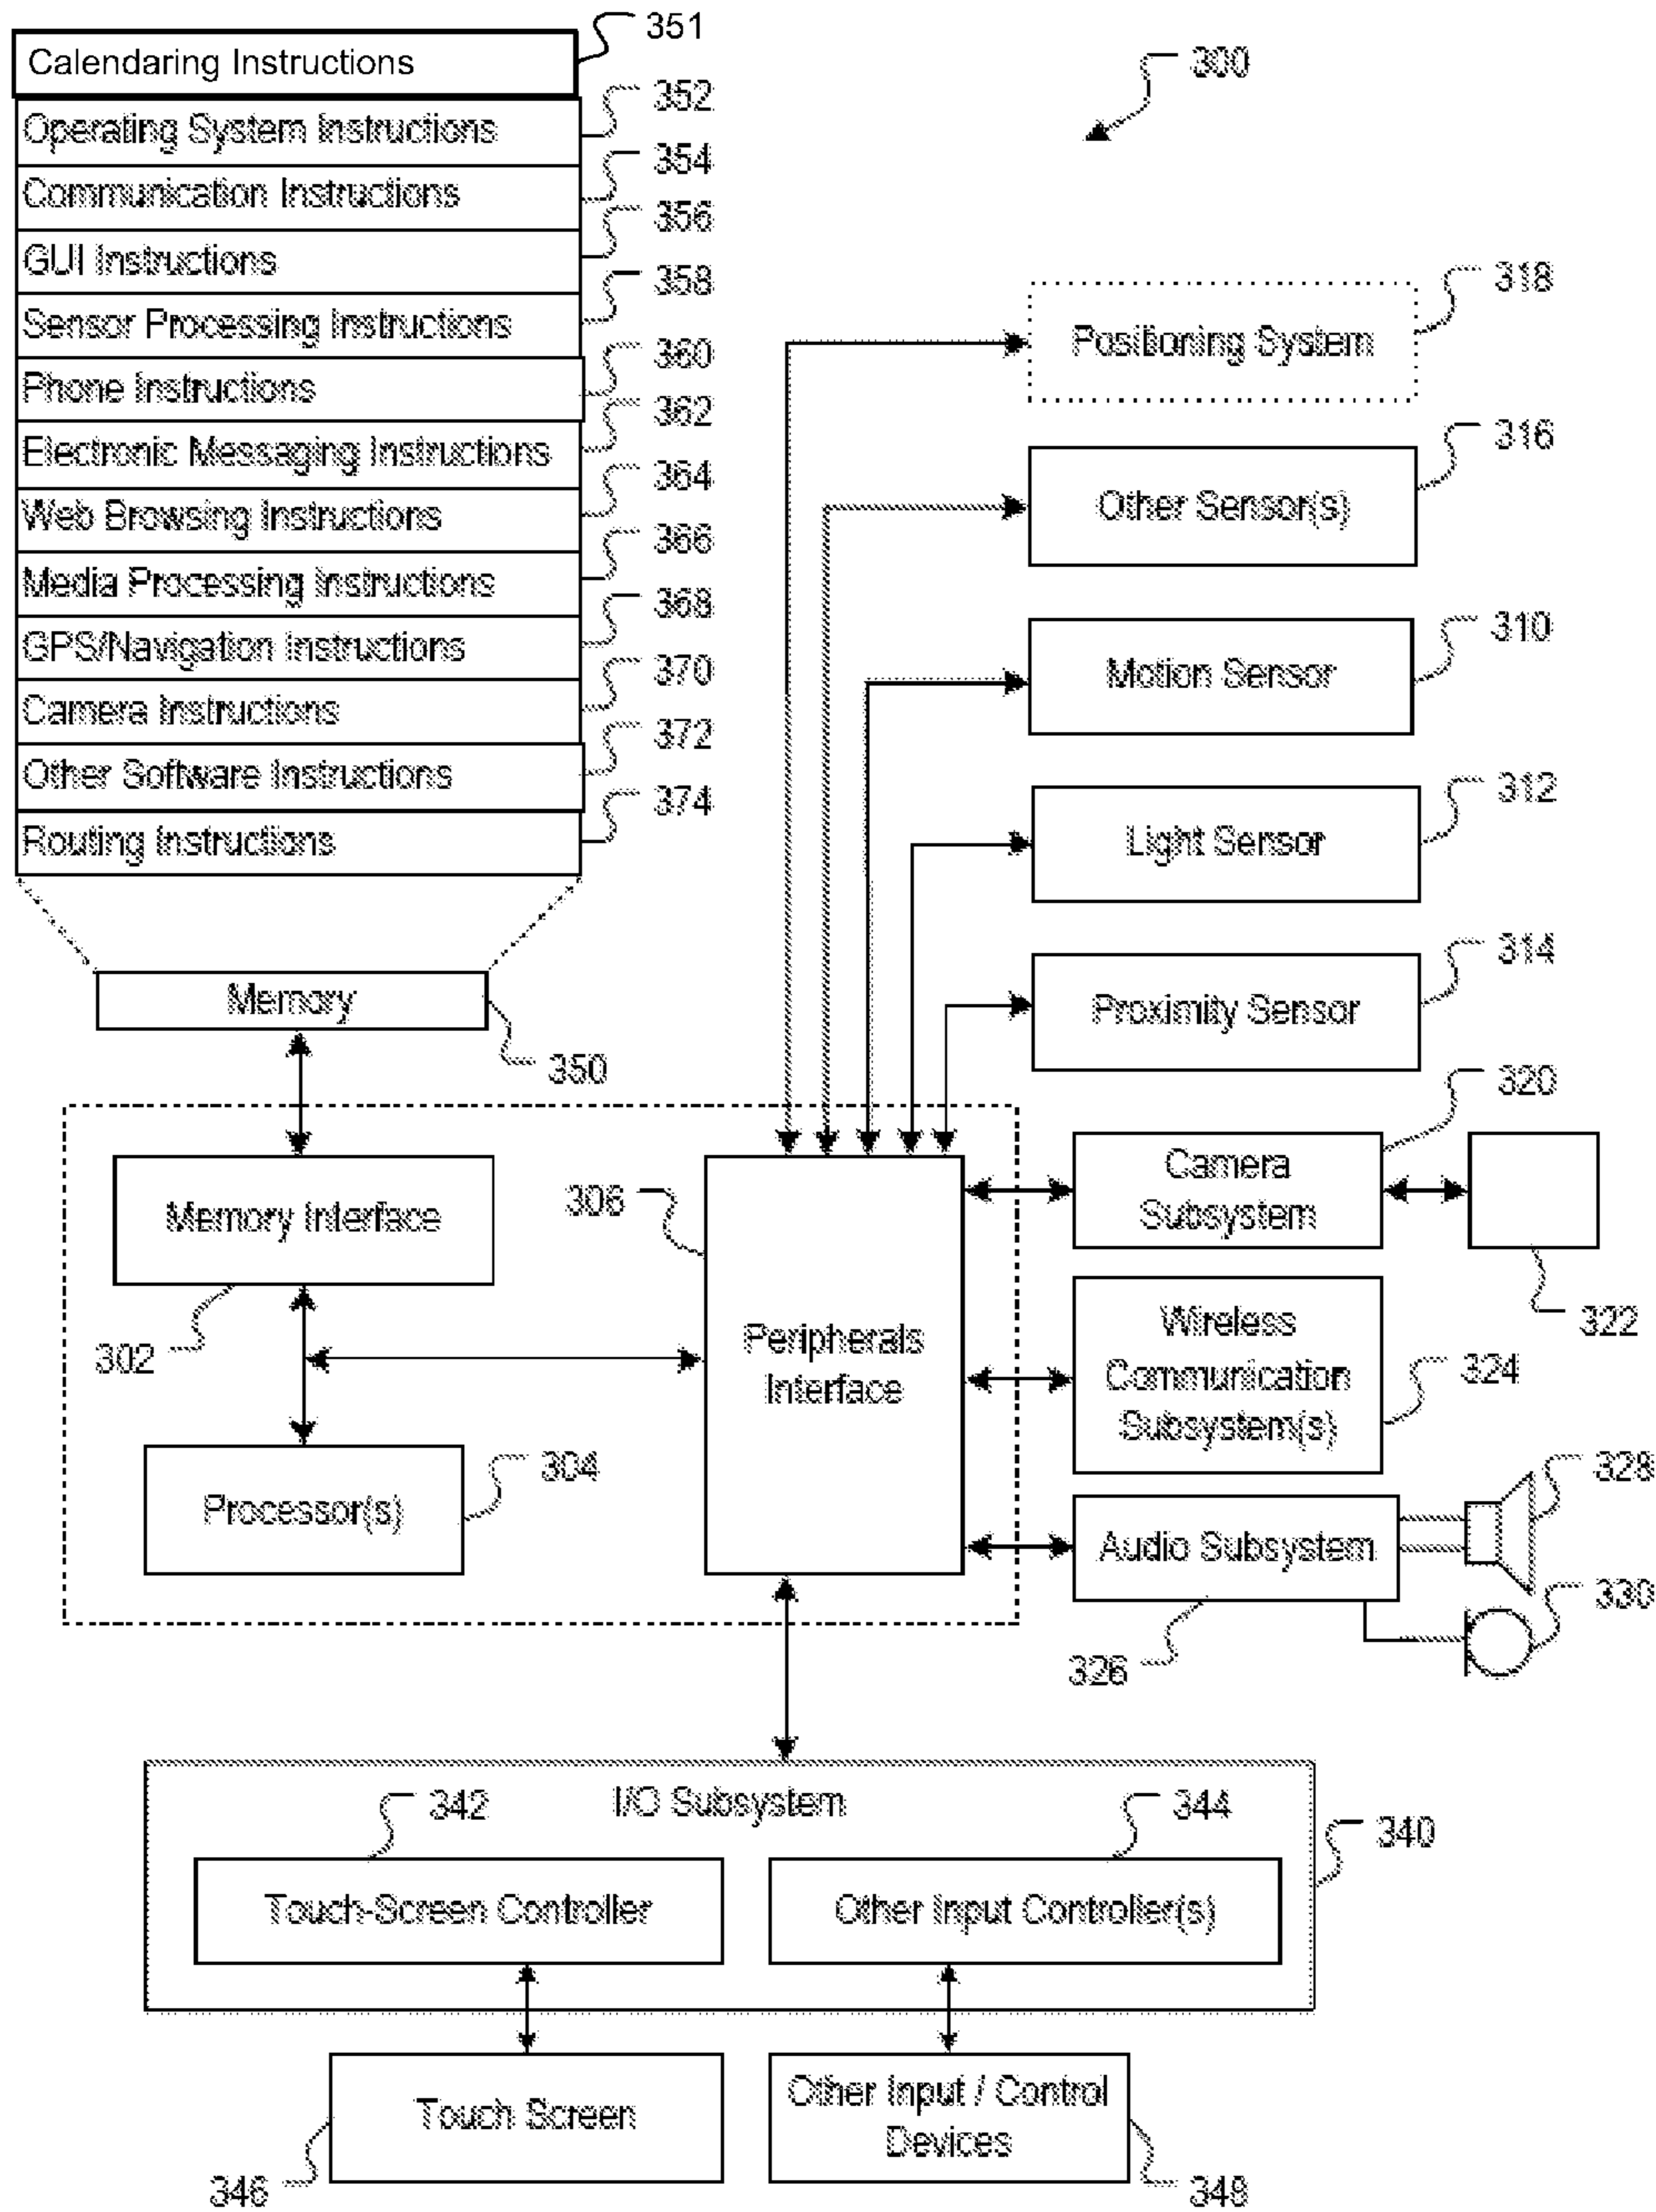 351
Calendaring Instructions
300
352
Operating System Instructions
354
Communication Instructions
356
GUI Instructions
358
Sensor Processing Instructions
360
Phone Instructions
362
Electronic Messaging Instructions
364
Web Browsing Instructions
366
Media Processing Instructions
368
GPS/Navigation Instructions
370
Camera Instructions
372
Other Software Instructions
374
Routing Instructions
Memory
350
318
Positioning System
316
Other Sensor(s)
310
Motion Sensor
312
Light Sensor
314
Proximity Sensor
320
Camera
Subsystem
322
Memory Interface
302
306
Peripherals
Interface
Wireless
Communication
Subsystem(s)
324
Processor(s)
304
328
Audio Subsystem
330
326
I/O Subsystem
342
344
340
Touch-Screen Controller
Other Input Controller(s)
Touch Screen
346
Other Input / Control
Devices
348